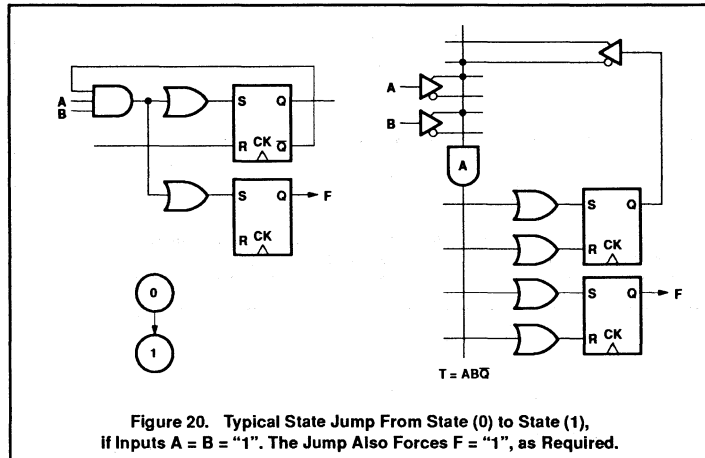 A
B
S
Q
R
CK
Q̅
S
Q
F
R
CK
0
1
A
B
A
S
Q
R
CK
S
Q
F
R
CK
T = ABQ̅
Figure 20. Typical State Jump From State (0) to State (1),
if Inputs A = B = “1”. The Jump Also Forces F = “1”, as Required.